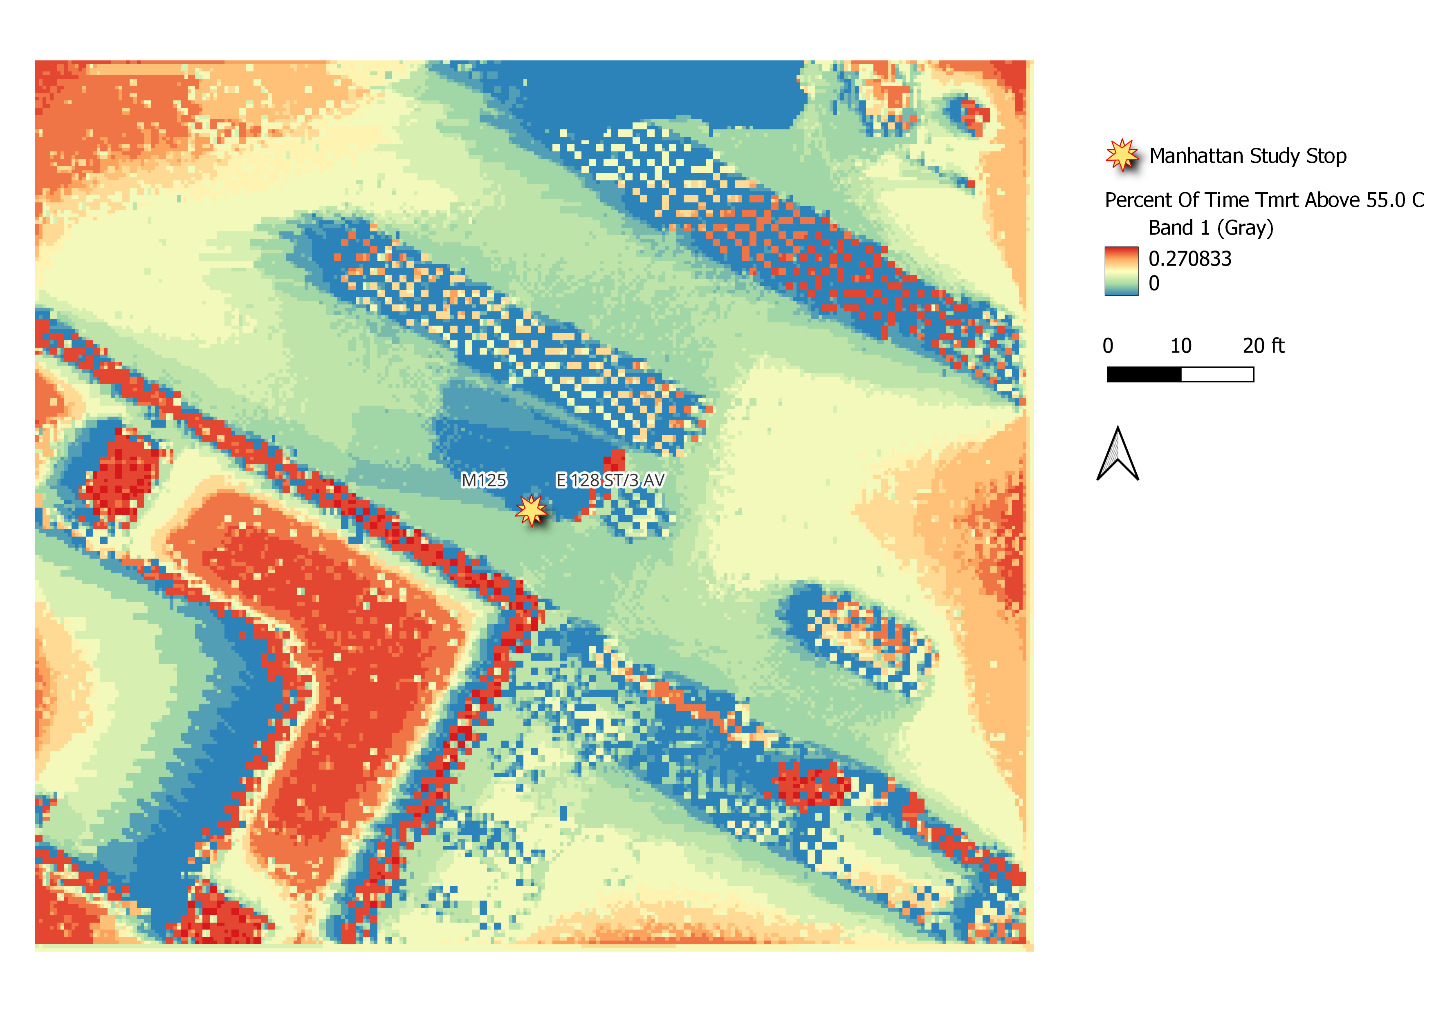 Manhattan Study Stop
Percent Of Time Tmrt Above 55.0 C
Band 1 (Gray)
0.270833
0
0 10 20 ft
M125 E 128 ST/3 AV